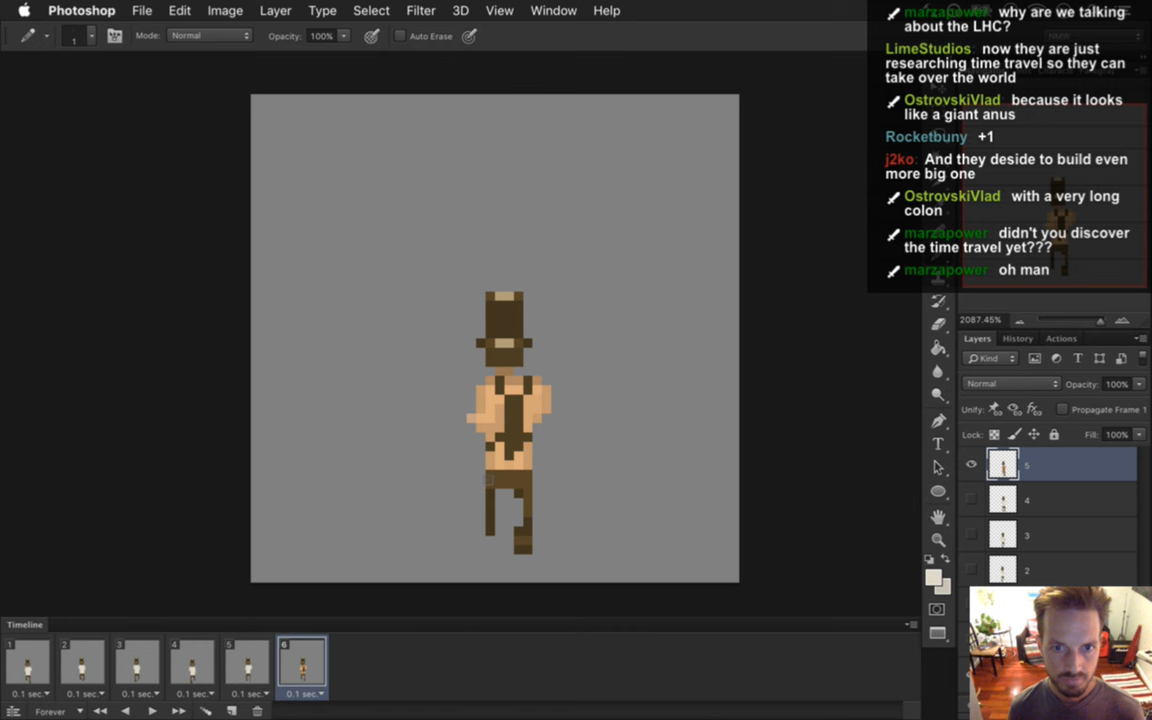 Photoshop File Edit Image Layer Type Select Filter 3D View Window Help
1 Mode: Normal Opacity: 100% Auto Erase
marzapower why are we talking
about the LHC?
LimeStudios now they are just
researching time travel so they can
take over the world
OstrovskiVlad because it looks
like a giant anus
Rocketbuny +1
j2ko: And they deside to build even
more big one
OstrovskiVlad with a very long
colon
marzapower didn't you discover
the time travel yet???
marzapower oh man
2087.45%
Layers History Actions
Kind
Normal Opacity: 100%
Unify: Propagate Frame 1
Lock: Fill: 100%
5
4
3
2
Timeline
1 2 3 4 5 6
0.1 sec. 0.1 sec. 0.1 sec. 0.1 sec. 0.1 sec. 0.1 sec.
Forever